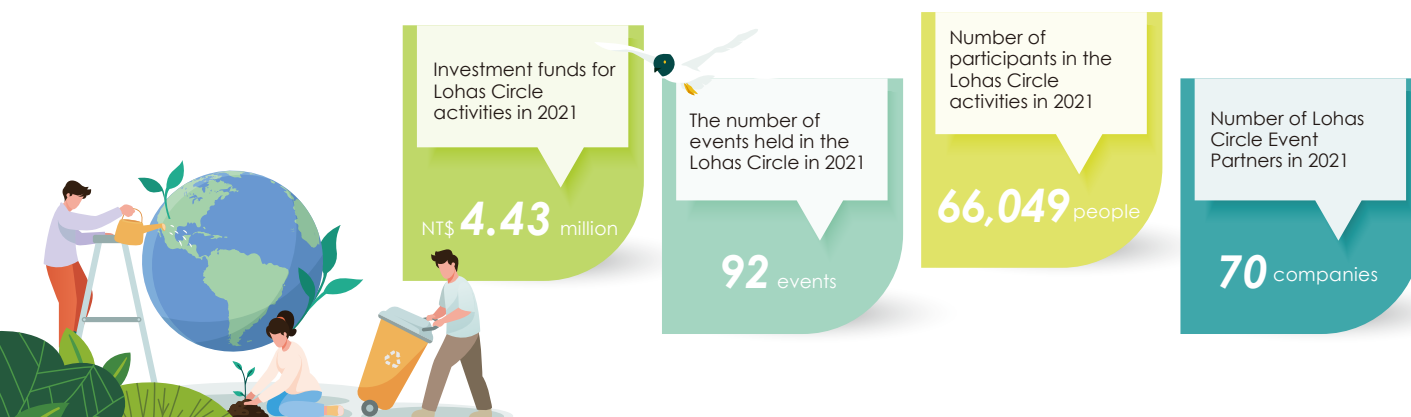 Investment funds for
Lohas Circle
activities in 2021
NT$ 4.43 million
The number of
events held in the
Lohas Circle in 2021
92 events
Number of
participants in the
Lohas Circle
activities in 2021
66,049 people
Number of Lohas
Circle Event
Partners in 2021
70 companies